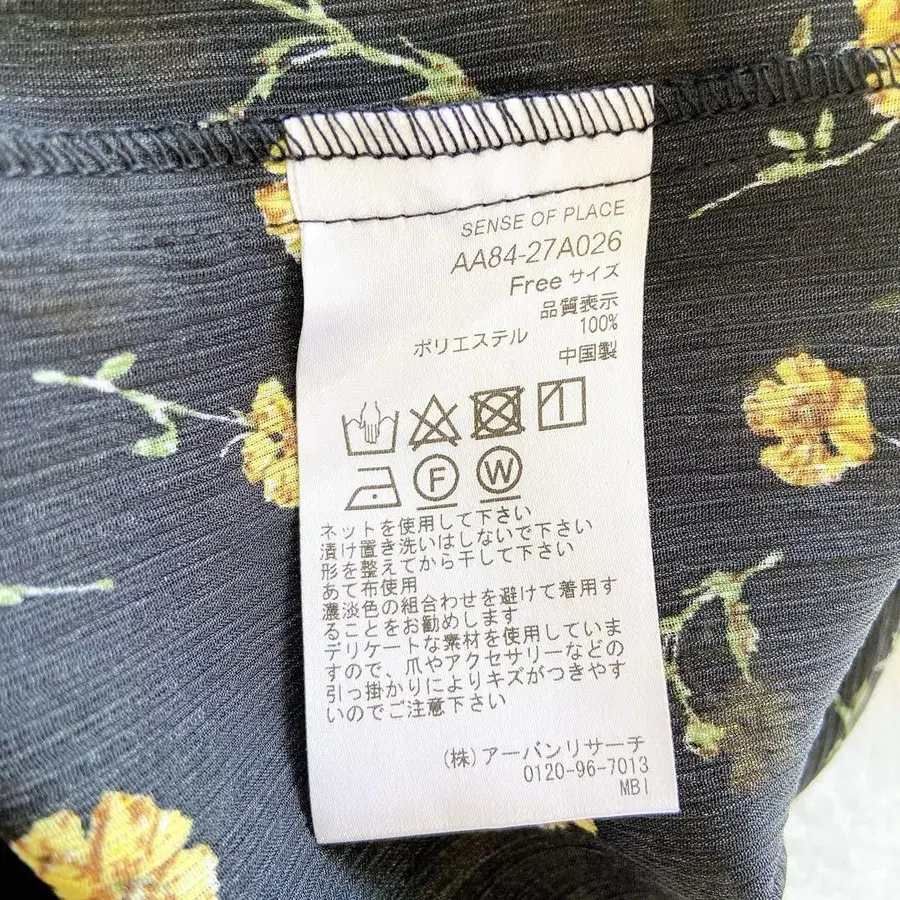 SENSE OF PLACE
AA84-27A026
Free サイズ
品質表示
ポリエステル 100%
中国製
F W
ネットを使用して下さい
漬け置き洗いはしないで下さい
形を整えてから干して下さい
あて布使用
濃淡色の組合わせを避けて着用す
ることをお勧めします
デリケートな素材を使用していま
すので、爪やアクセサリーなどの
引っ掛かりによりキズがつきやす
いのでご注意下さい
(株)アーバンリサーチ
0120-96-7013
MBI